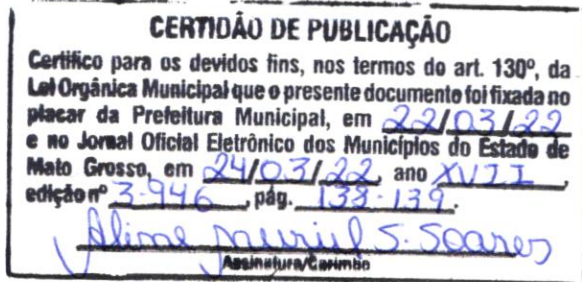 CERTIDÃO DE PUBLICAÇÃO
Certifico para os devidos fins, nos termos do art. 130º, da
Lei Orgânica Municipal que o presente documento foi fixada no
placar da Prefeitura Municipal, em 22/03/22
e no Jornal Oficial Eletrônico dos Municípios do Estado de
Mato Grosso, em 24/03/22, ano XVII,
edição nº 3.946, pág. 138-139.
Aline Muriel S. Soares
Assinatura/Carimbo